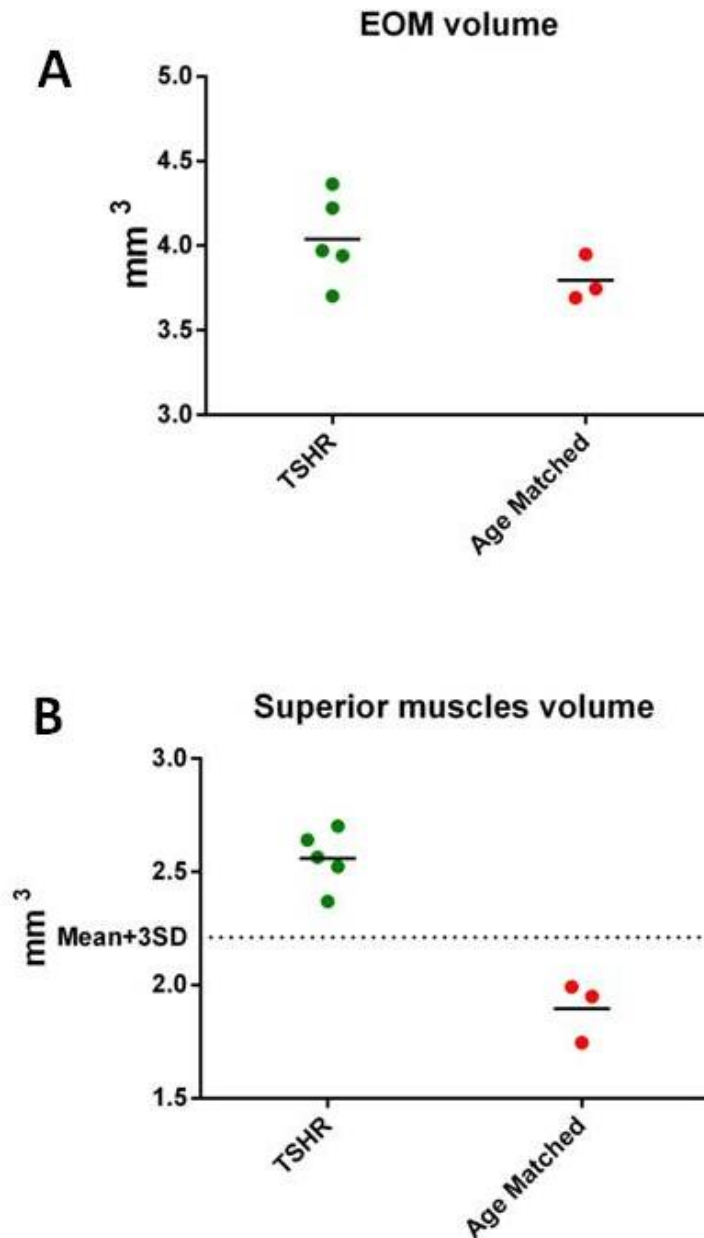 EOM volume
A
5.0
4.5
4.0
3.5
3.0
mm 3
TSHR
Age Matched
Superior muscles volume
B
3.0
2.5
Mean+3SD
2.0
1.5
mm 3
TSHR
Age Matched